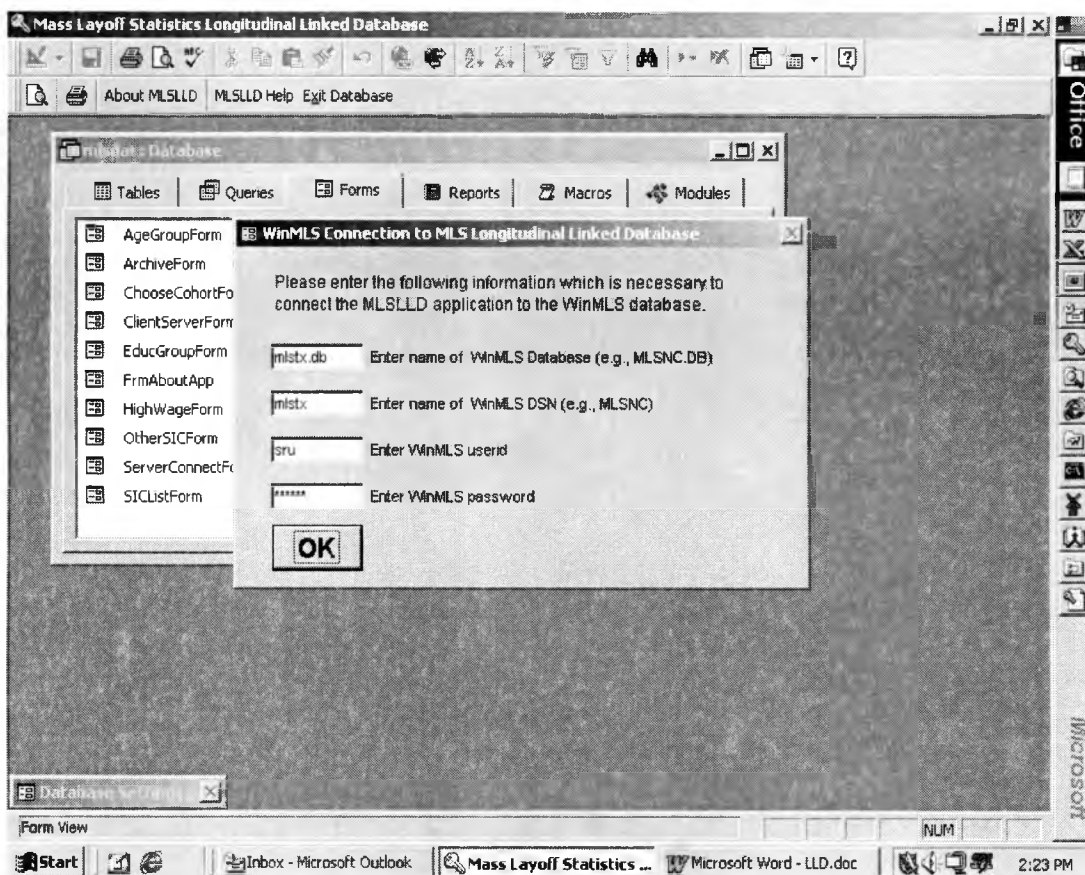 Mass Layoff Statistics Longitudinal Linked Database
About MLSLLD MLSLLD Help Exit Database
Database
Tables Queries Forms Reports Macros Modules
AgeGroupForm
ArchiveForm
ChooseCohortFo
ClientServerForm
EducGroupForm
FrmAboutApp
HighWageForm
OtherSICForm
ServerConnectFo
SICListForm
WinMLS Connection to MLS Longitudinal Linked Database
Please enter the following information which is necessary to
connect the MLSLLD application to the WinMLS database.
mlstx.db Enter name of WinMLS Database (e.g., MLSNC.DB)
mlstx Enter name of WinMLS DSN (e.g., MLSNC)
sru Enter WinMLS userid
****** Enter WinMLS password
OK
Office
Microsoft
Database
Form View NUM
Start Inbox - Microsoft Outlook Mass Layoff Statistics ... Microsoft Word - LLD.doc 2:23 PM